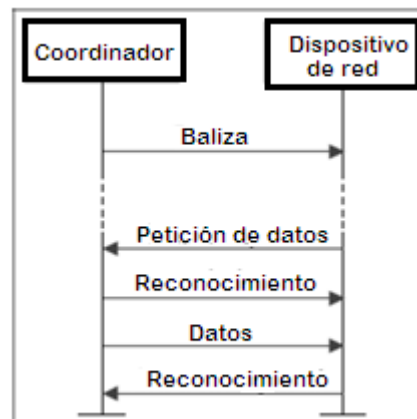 Coordinador
Dispositivo
de red
Baliza
Petición de datos
Reconocimiento
Datos
Reconocimiento